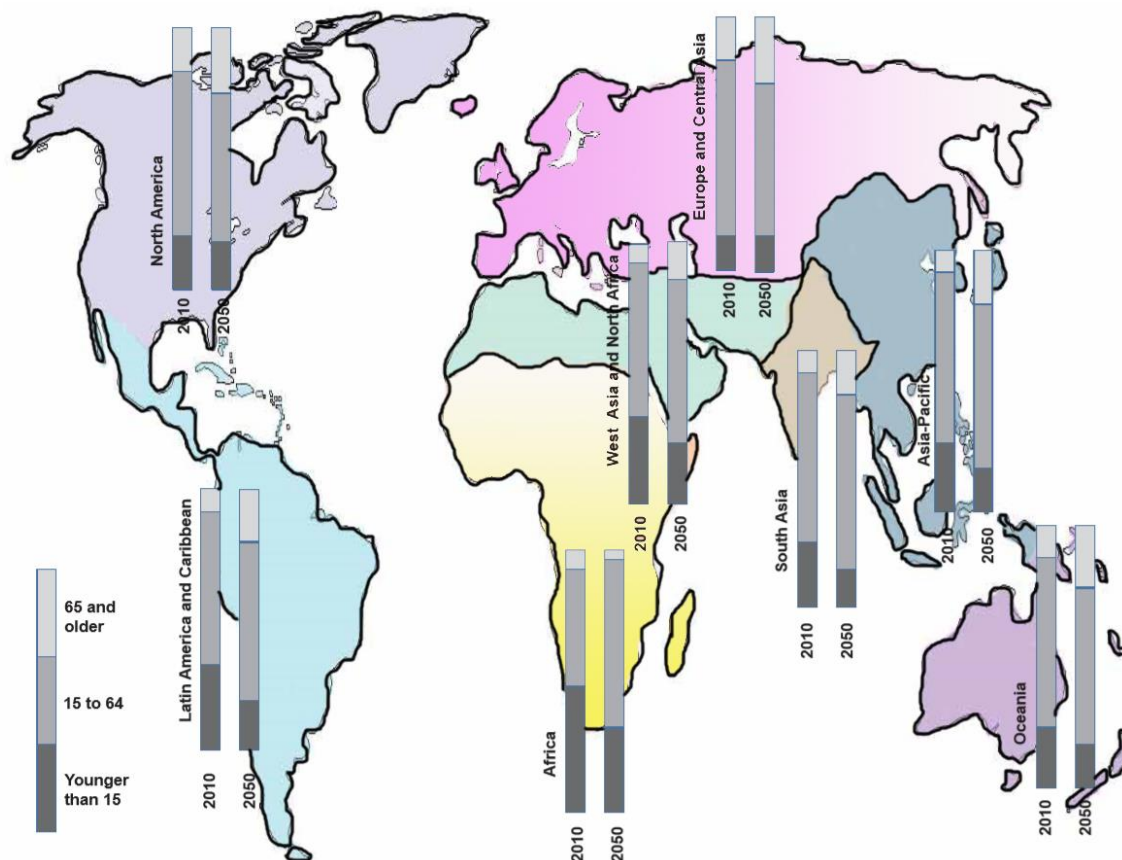 North America
2010
2050
Europe and Central Asia
2010
2050
West Asia and North Africa
2010
2050
South Asia
2010
2050
Asia-Pacific
2010
2050
Latin America and Caribbean
2010
2050
Africa
2010
2050
Oceania
2010
2050
65 and
older
15 to 64
Younger
than 15